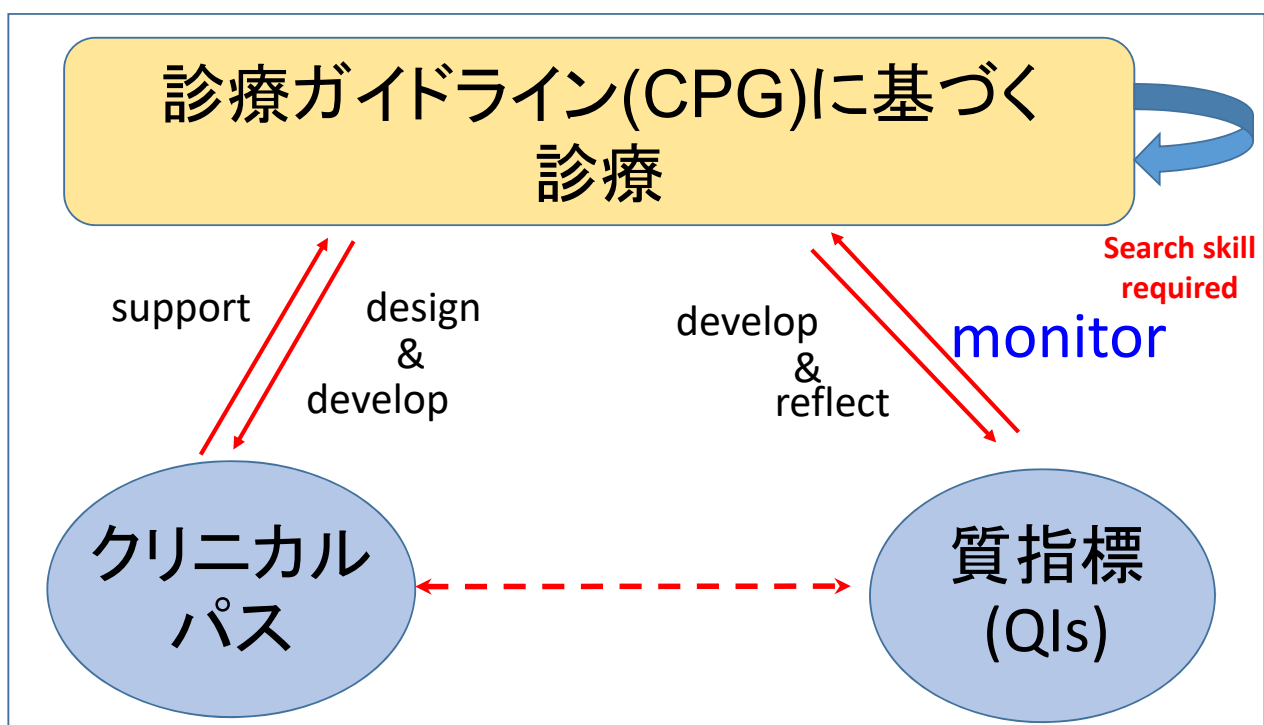 診療ガイドライン(CPG)に基づく
診療
Search skill
required
support
design
&
develop
develop
&
reflect
monitor
クリニカル
パス
質指標
(QIs)